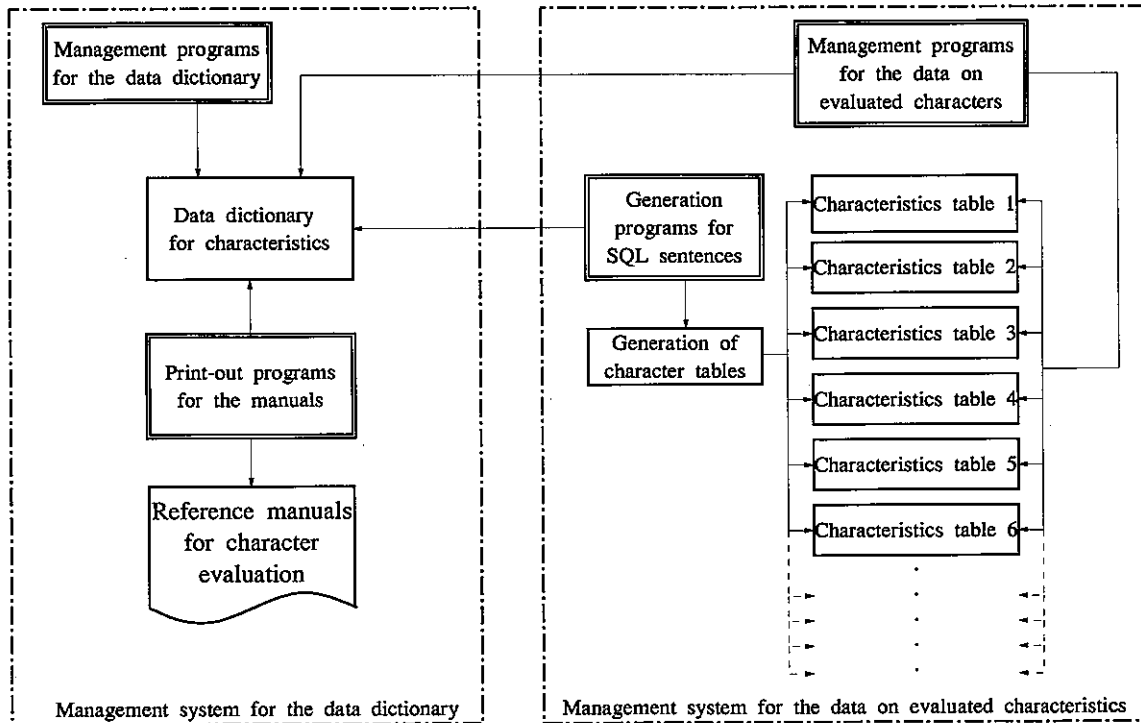 Management programs
for the data dictionary
Data dictionary
for characteristics
Print-out programs
for the manuals
Reference manuals
for character
evaluation
Management system for the data dictionary
Management programs
for the data on
evaluated characters
Generation
programs for
SQL sentences
Generation of
character tables
Characteristics table 1
Characteristics table 2
Characteristics table 3
Characteristics table 4
Characteristics table 5
Characteristics table 6
Management system for the data on evaluated characteristics